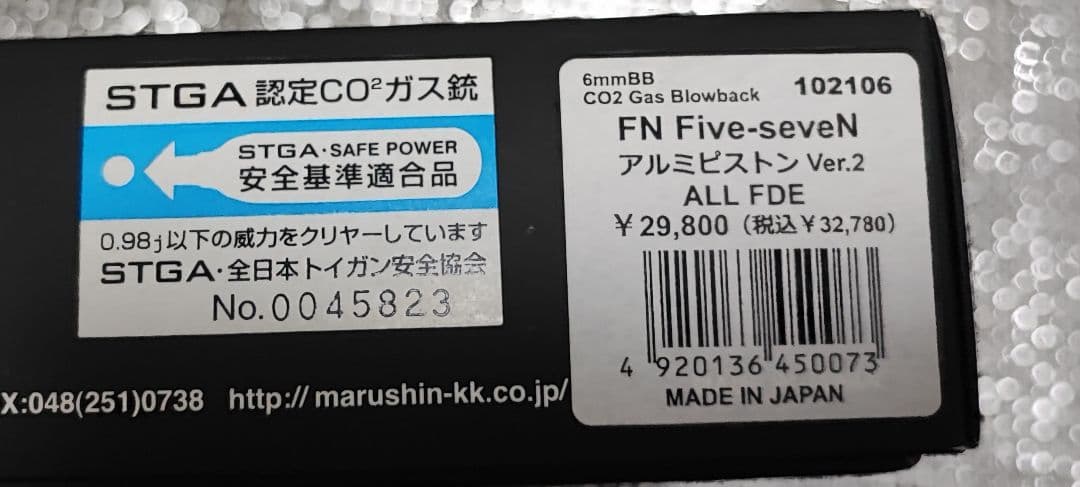 STGA 認定CO²ガス銃
STGA・SAFE POWER
安全基準適合品
0.98j以下の威力をクリヤーしています
STGA・全日本トイガン安全協会
No.0045823
X:048(251)0738 http://marushin-kk.co.jp/
6mmBB
CO2 Gas Blowback 102106
FN Five-seveN
アルミピストン Ver.2
ALL FDE
￥29,800（税込￥32,780）
4 920136 450073
MADE IN JAPAN